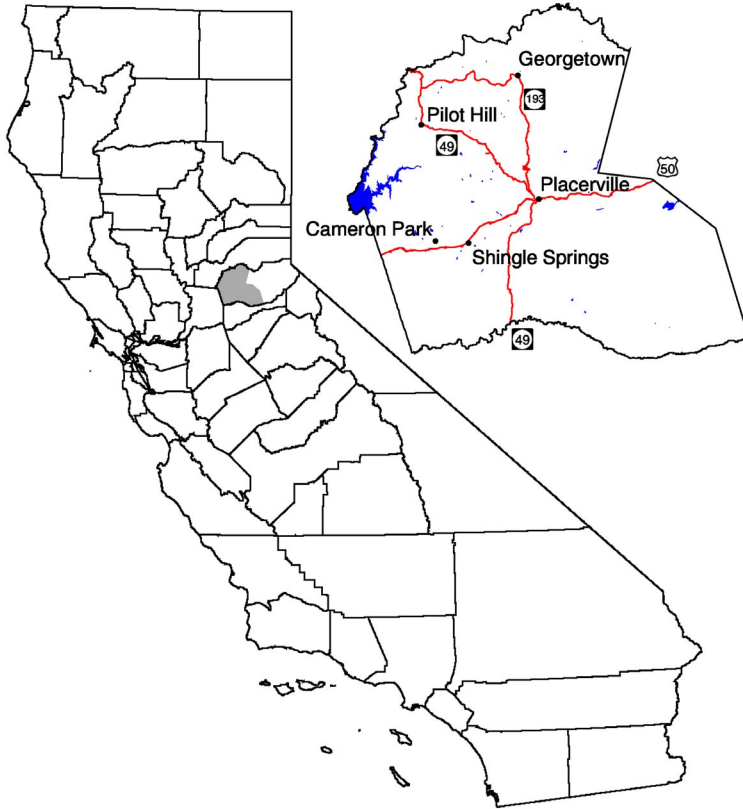 Georgetown
193
Pilot Hill
49
50
Placerville
Cameron Park
Shingle Springs
49